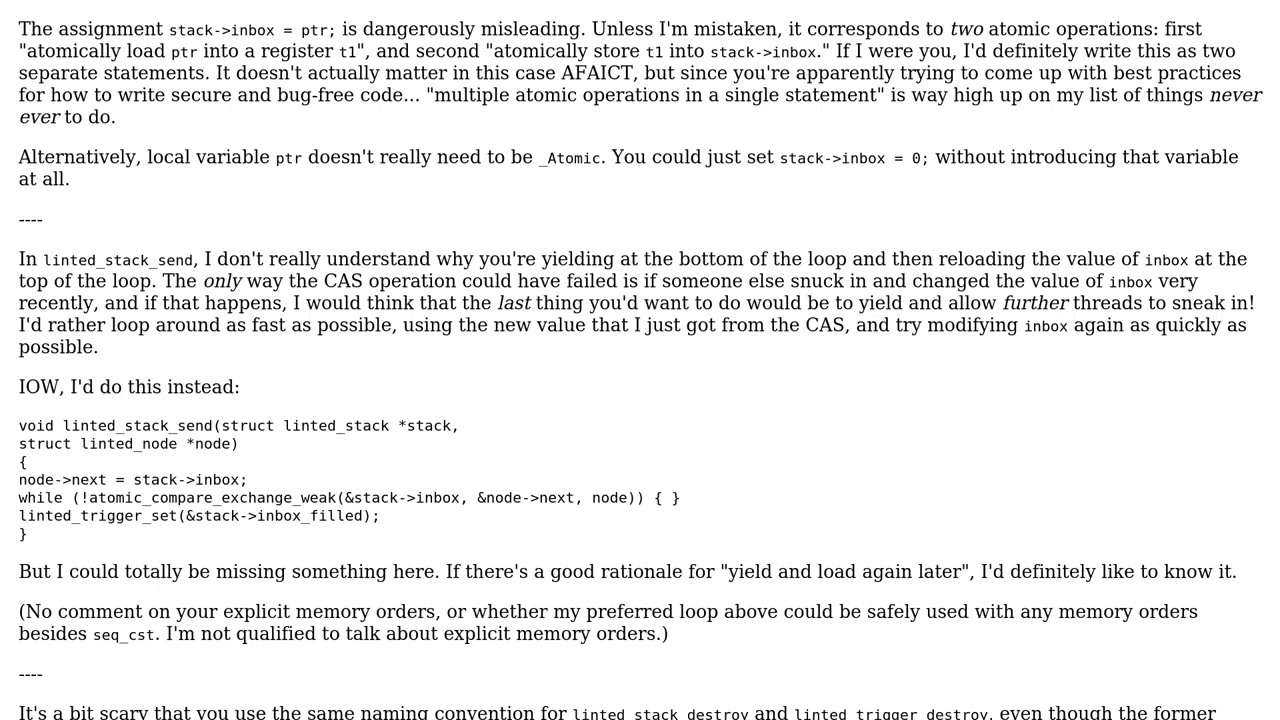 The assignment stack->inbox = ptr; is dangerously misleading. Unless I'm mistaken, it corresponds to two atomic operations: first
"atomically load ptr into a register t1", and second "atomically store t1 into stack->inbox." If I were you, I'd definitely write this as two
separate statements. It doesn't actually matter in this case AFAICT, but since you're apparently trying to come up with best practices
for how to write secure and bug-free code... "multiple atomic operations in a single statement" is way high up on my list of things never
ever to do.
Alternatively, local variable ptr doesn't really need to be _Atomic. You could just set stack->inbox = 0; without introducing that variable
at all.
----
In linted_stack_send, I don't really understand why you're yielding at the bottom of the loop and then reloading the value of inbox at the
top of the loop. The only way the CAS operation could have failed is if someone else snuck in and changed the value of inbox very
recently, and if that happens, I would think that the last thing you'd want to do would be to yield and allow further threads to sneak in!
I'd rather loop around as fast as possible, using the new value that I just got from the CAS, and try modifying inbox again as quickly as
possible.
IOW, I'd do this instead:
void linted_stack_send(struct linted_stack *stack,
struct linted_node *node)
{
node->next = stack->inbox;
while (!atomic_compare_exchange_weak(&stack->inbox, &node->next, node)) { }
linted_trigger_set(&stack->inbox_filled);
}
But I could totally be missing something here. If there's a good rationale for "yield and load again later", I'd definitely like to know it.
(No comment on your explicit memory orders, or whether my preferred loop above could be safely used with any memory orders
besides seq_cst. I'm not qualified to talk about explicit memory orders.)
----
It's a bit scary that you use the same naming convention for linted_stack_destroy and linted_trigger_destroy, even though the former